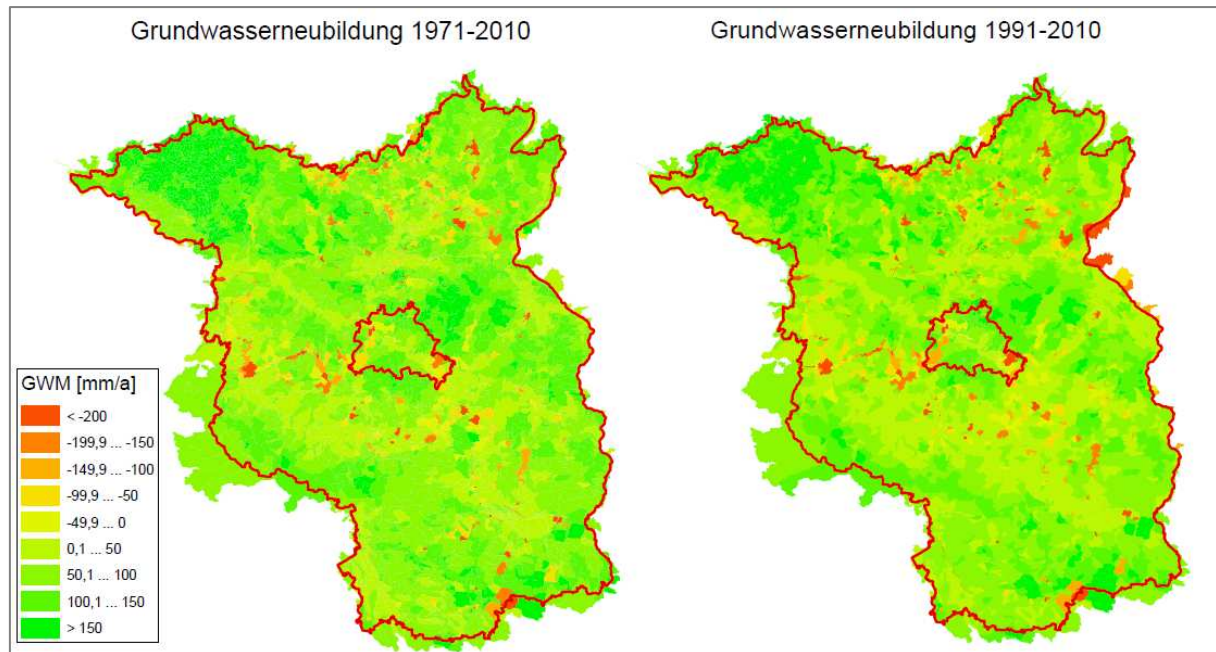 Grundwasserneubildung 1971-2010
Grundwasserneubildung 1991-2010
GWM [mm/a]
< -200
-199,9 ... -150
-149,9 ... -100
-99,9 ... -50
-49,9 ... 0
0,1 ... 50
50,1 ... 100
100,1 ... 150
> 150